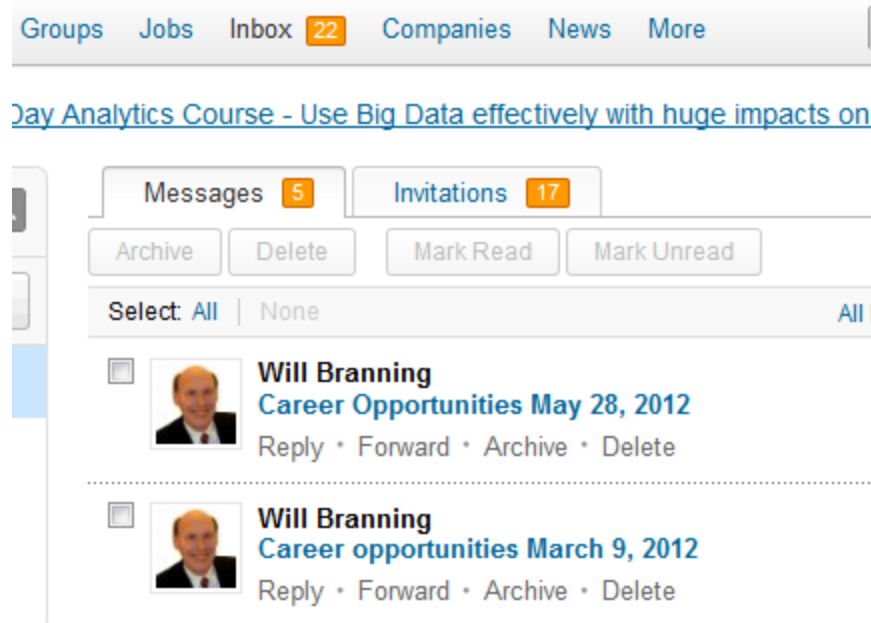 Groups Jobs Inbox 22 Companies News More
Day Analytics Course - Use Big Data effectively with huge impacts on
Messages 5 Invitations 17
Archive Delete Mark Read Mark Unread
Select: All | None All
Will Branning
Career Opportunities May 28, 2012
Reply • Forward • Archive • Delete
Will Branning
Career opportunities March 9, 2012
Reply • Forward • Archive • Delete